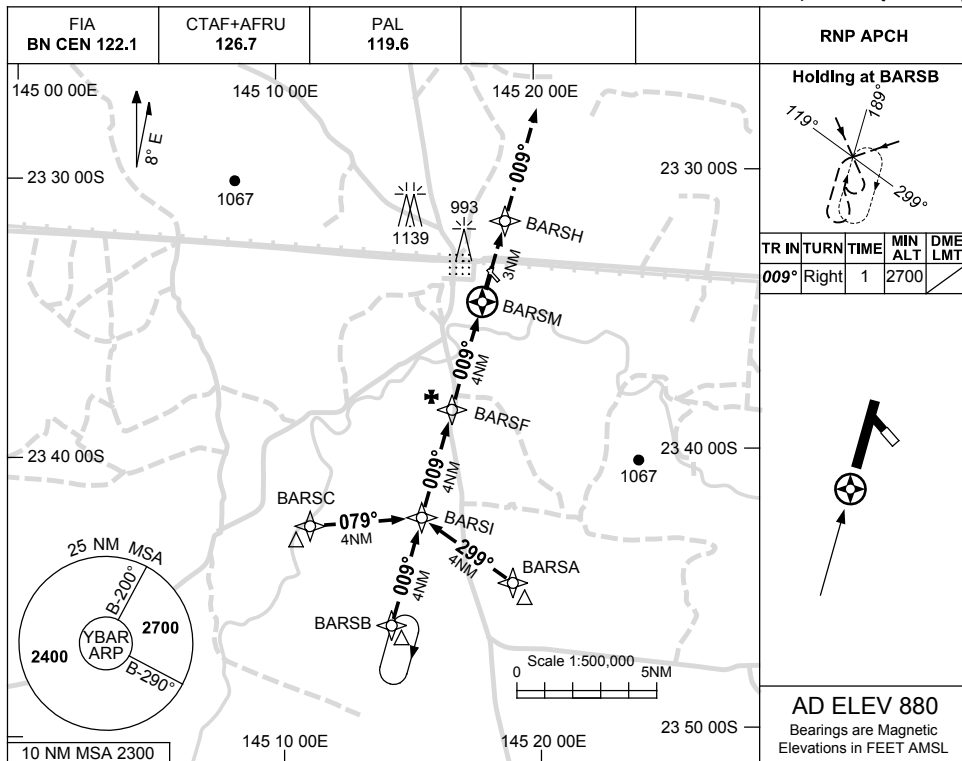 FIA
BN CEN 122.1
CTAF+AFRU
126.7
PAL
119.6
RNP APCH
145 00 00E
145 10 00E
145 20 00E
8° E
23 30 00S
23 30 00S
1067
1139
993
009°
BARSH
3NM
BARSM
009°
4NM
BARSF
23 40 00S
23 40 00S
1067
009°
4NM
BARSC
079°
4NM
BARSI
299°
4NM
BARSA
009°
4NM
BARSB
25 NM MSA
B-200°
2700
YBAR
ARP
2400
B-290°
10 NM MSA 2300
Scale 1:500,000
0
5NM
23 50 00S
145 10 00E
145 20 00E
Holding at BARSB
189°
119°
299°
TR IN TURN TIME MIN ALT DME LMT
009° Right 1 2700
AD ELEV 880
Bearings are Magnetic
Elevations in FEET AMSL